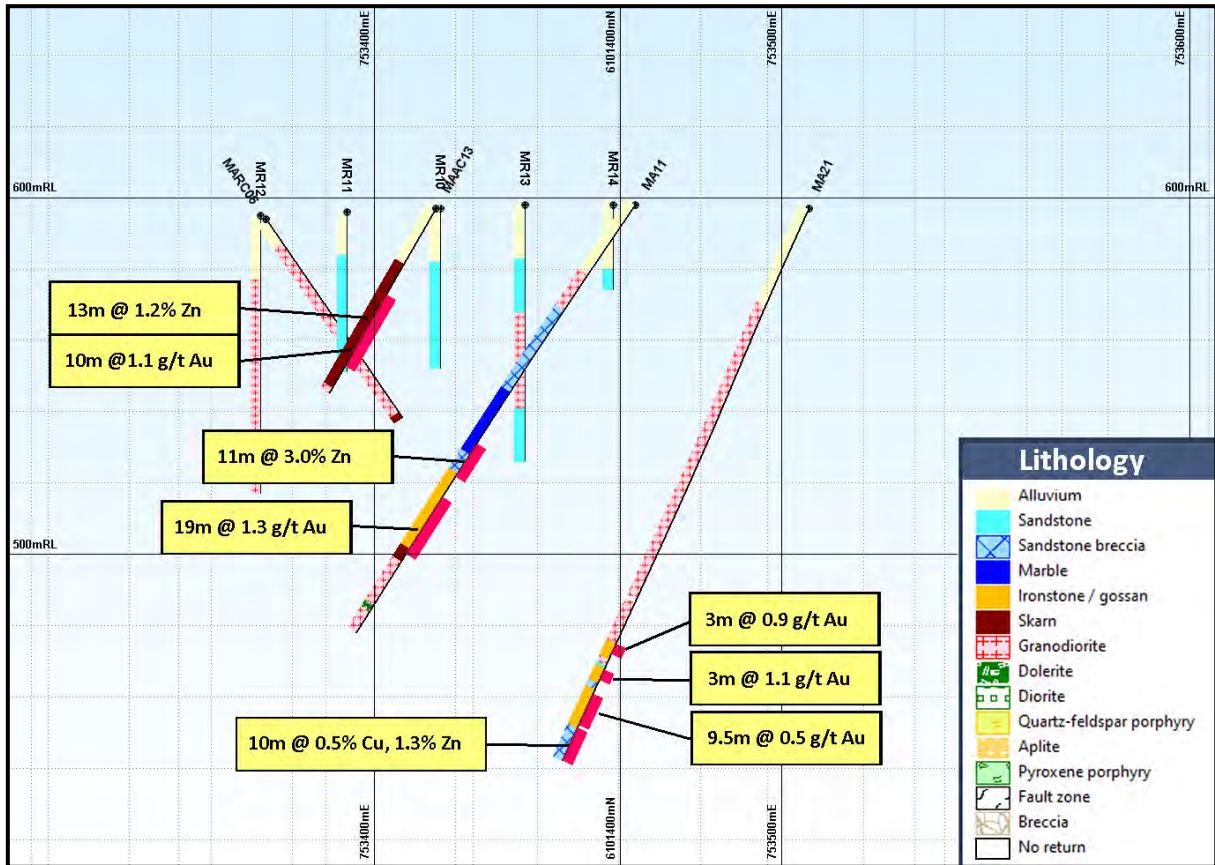 753400mE
6101400mN
753500mE
753600mE
MARC06
MR12
MR11
MR10
MAAC13
MR13
MR14
MA11
MA21
600mRL
600mRL
13m @ 1.2% Zn
10m @1.1 g/t Au
11m @ 3.0% Zn
19m @ 1.3 g/t Au
500mRL
3m @ 0.9 g/t Au
3m @ 1.1 g/t Au
10m @ 0.5% Cu, 1.3% Zn
9.5m @ 0.5 g/t Au
753400mE
6101400mN
753500mE
Lithology
Alluvium
Sandstone
Sandstone breccia
Marble
Ironstone / gossan
Skarn
Granodiorite
Dolerite
Diorite
Quartz-feldspar porphyry
Aplite
Pyroxene porphyry
Fault zone
Breccia
No return